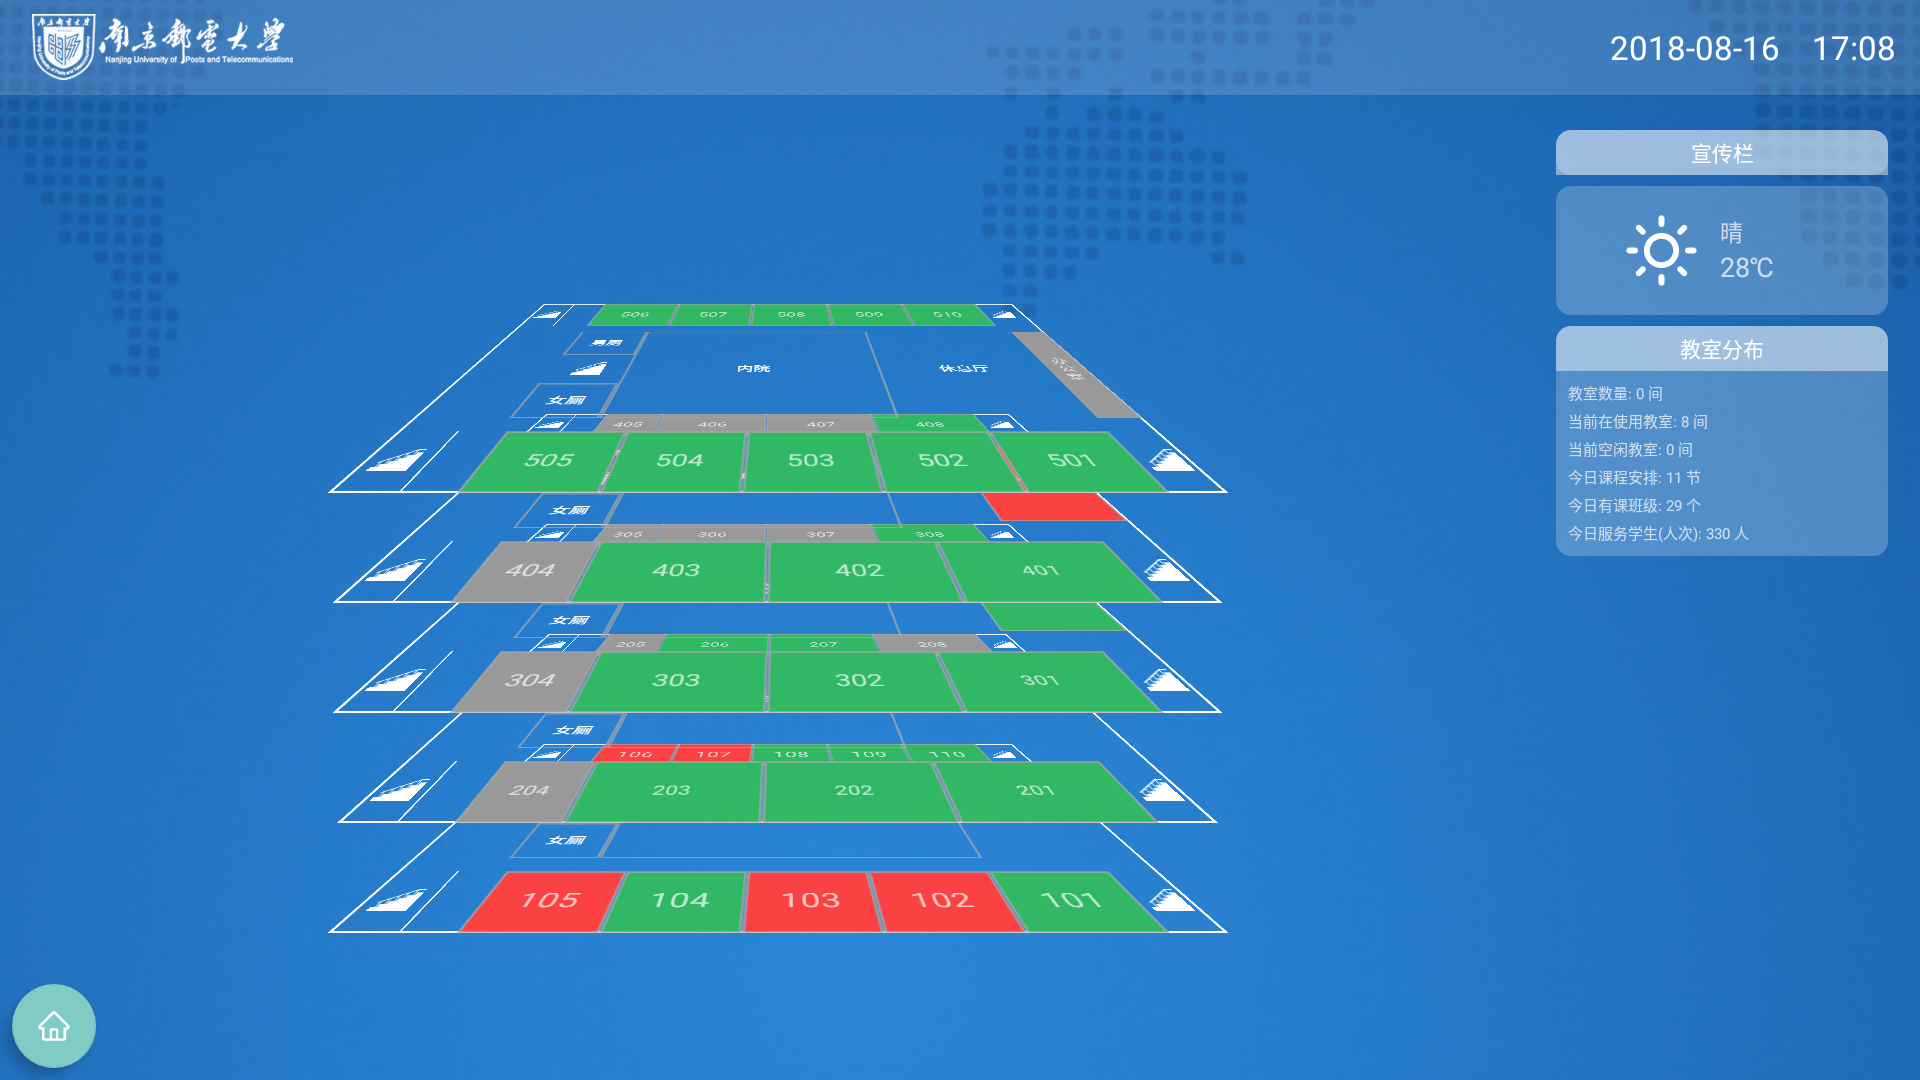 南京邮电大学
Nanjing University of Posts and Telecommunications
2018-08-16 17:08
宣传栏
晴
28℃
教室分布
教室数量: 0 间
当前在使用教室: 8 间
当前空闲教室: 0 间
今日课程安排: 11 节
今日有课班级: 29 个
今日服务学生(人次): 330 人
506 507 508 509 510
男厕
内院 休息厅
女厕
405 406 407 408
505 504 503 502 501
女厕
305 306 307 308
404 403 402 401
女厕
205 206 207 208
304 303 302 301
女厕
106 107 108 109 110
204 203 202 201
女厕
105 104 103 102 101